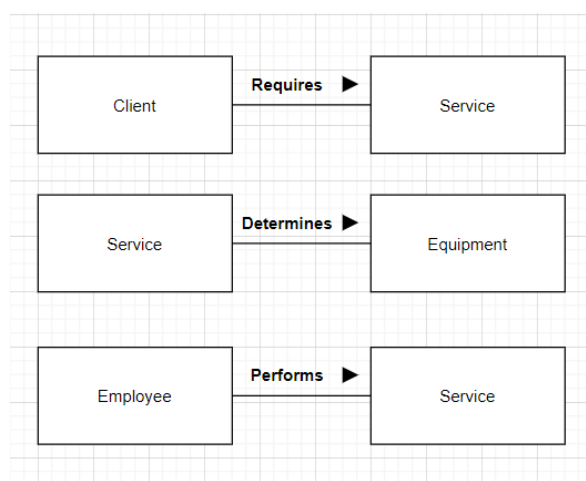 Requires ►
Client
Service
Determines ►
Service
Equipment
Performs ►
Employee
Service